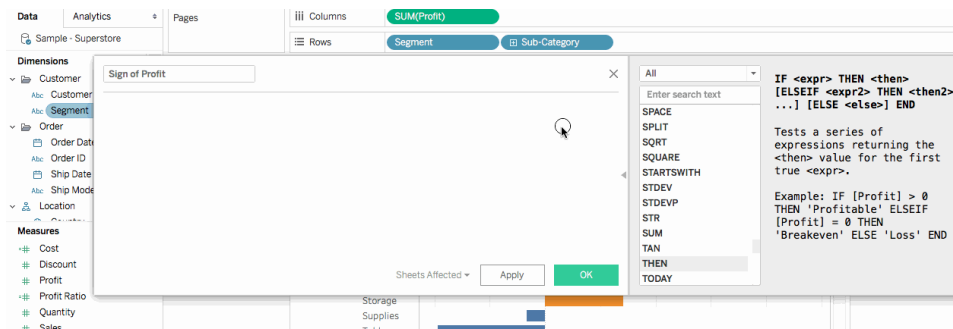 Data Analytics Pages iii Columns SUM(Profit)
Sample - Superstore Rows Segment Sub-Category
Dimensions
Customer
Abc Customer
Abc Segment
Order
Order Date
Abc Order ID
Ship Date
Abc Ship Mode
Location
Measures
Cost
Discount
Profit
Profit Ratio
Quantity
Sales
Sign of Profit
Sheets Affected Apply OK
All
Enter search text
SPACE
SPLIT
SQRT
SQUARE
STARTSWITH
STDEV
STDEVP
STR
SUM
TAN
THEN
TODAY
IF <expr> THEN <then>
[ELSEIF <expr2> THEN <then2>
...] [ELSE <else>] END
Tests a series of
expressions returning the
<then> value for the first
true <expr>.
Example: IF [Profit] > 0
THEN 'Profitable' ELSEIF
[Profit] = 0 THEN
'Breakeven' ELSE 'Loss' END
Storage
Supplies